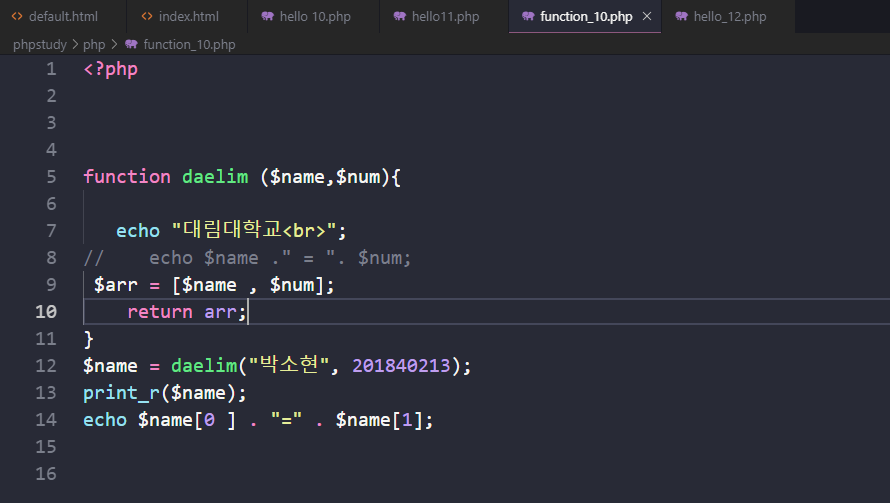 default.html index.html hello 10.php hello11.php function_10.php hello_12.php
phpstudy > php > function_10.php
1 <?php
2
3
4
5 function daelim ($name,$num){
6
7 echo "대림대학교<br>";
8 // echo $name ." = ". $num;
9 $arr = [$name , $num];
10 return arr;
11 }
12 $name = daelim("박소현", 201840213);
13 print_r($name);
14 echo $name[0 ] . "=" . $name[1];
15
16